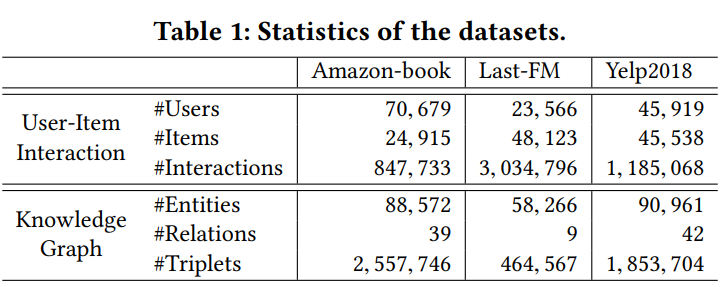 Table 1: Statistics of the datasets.
Amazon-book Last-FM Yelp2018
User-Item Interaction
#Users 70,679 23,566 45,919
#Items 24,915 48,123 45,538
#Interactions 847,733 3,034,796 1,185,068
Knowledge Graph
#Entities 88,572 58,266 90,961
#Relations 39 9 42
#Triplets 2,557,746 464,567 1,853,704